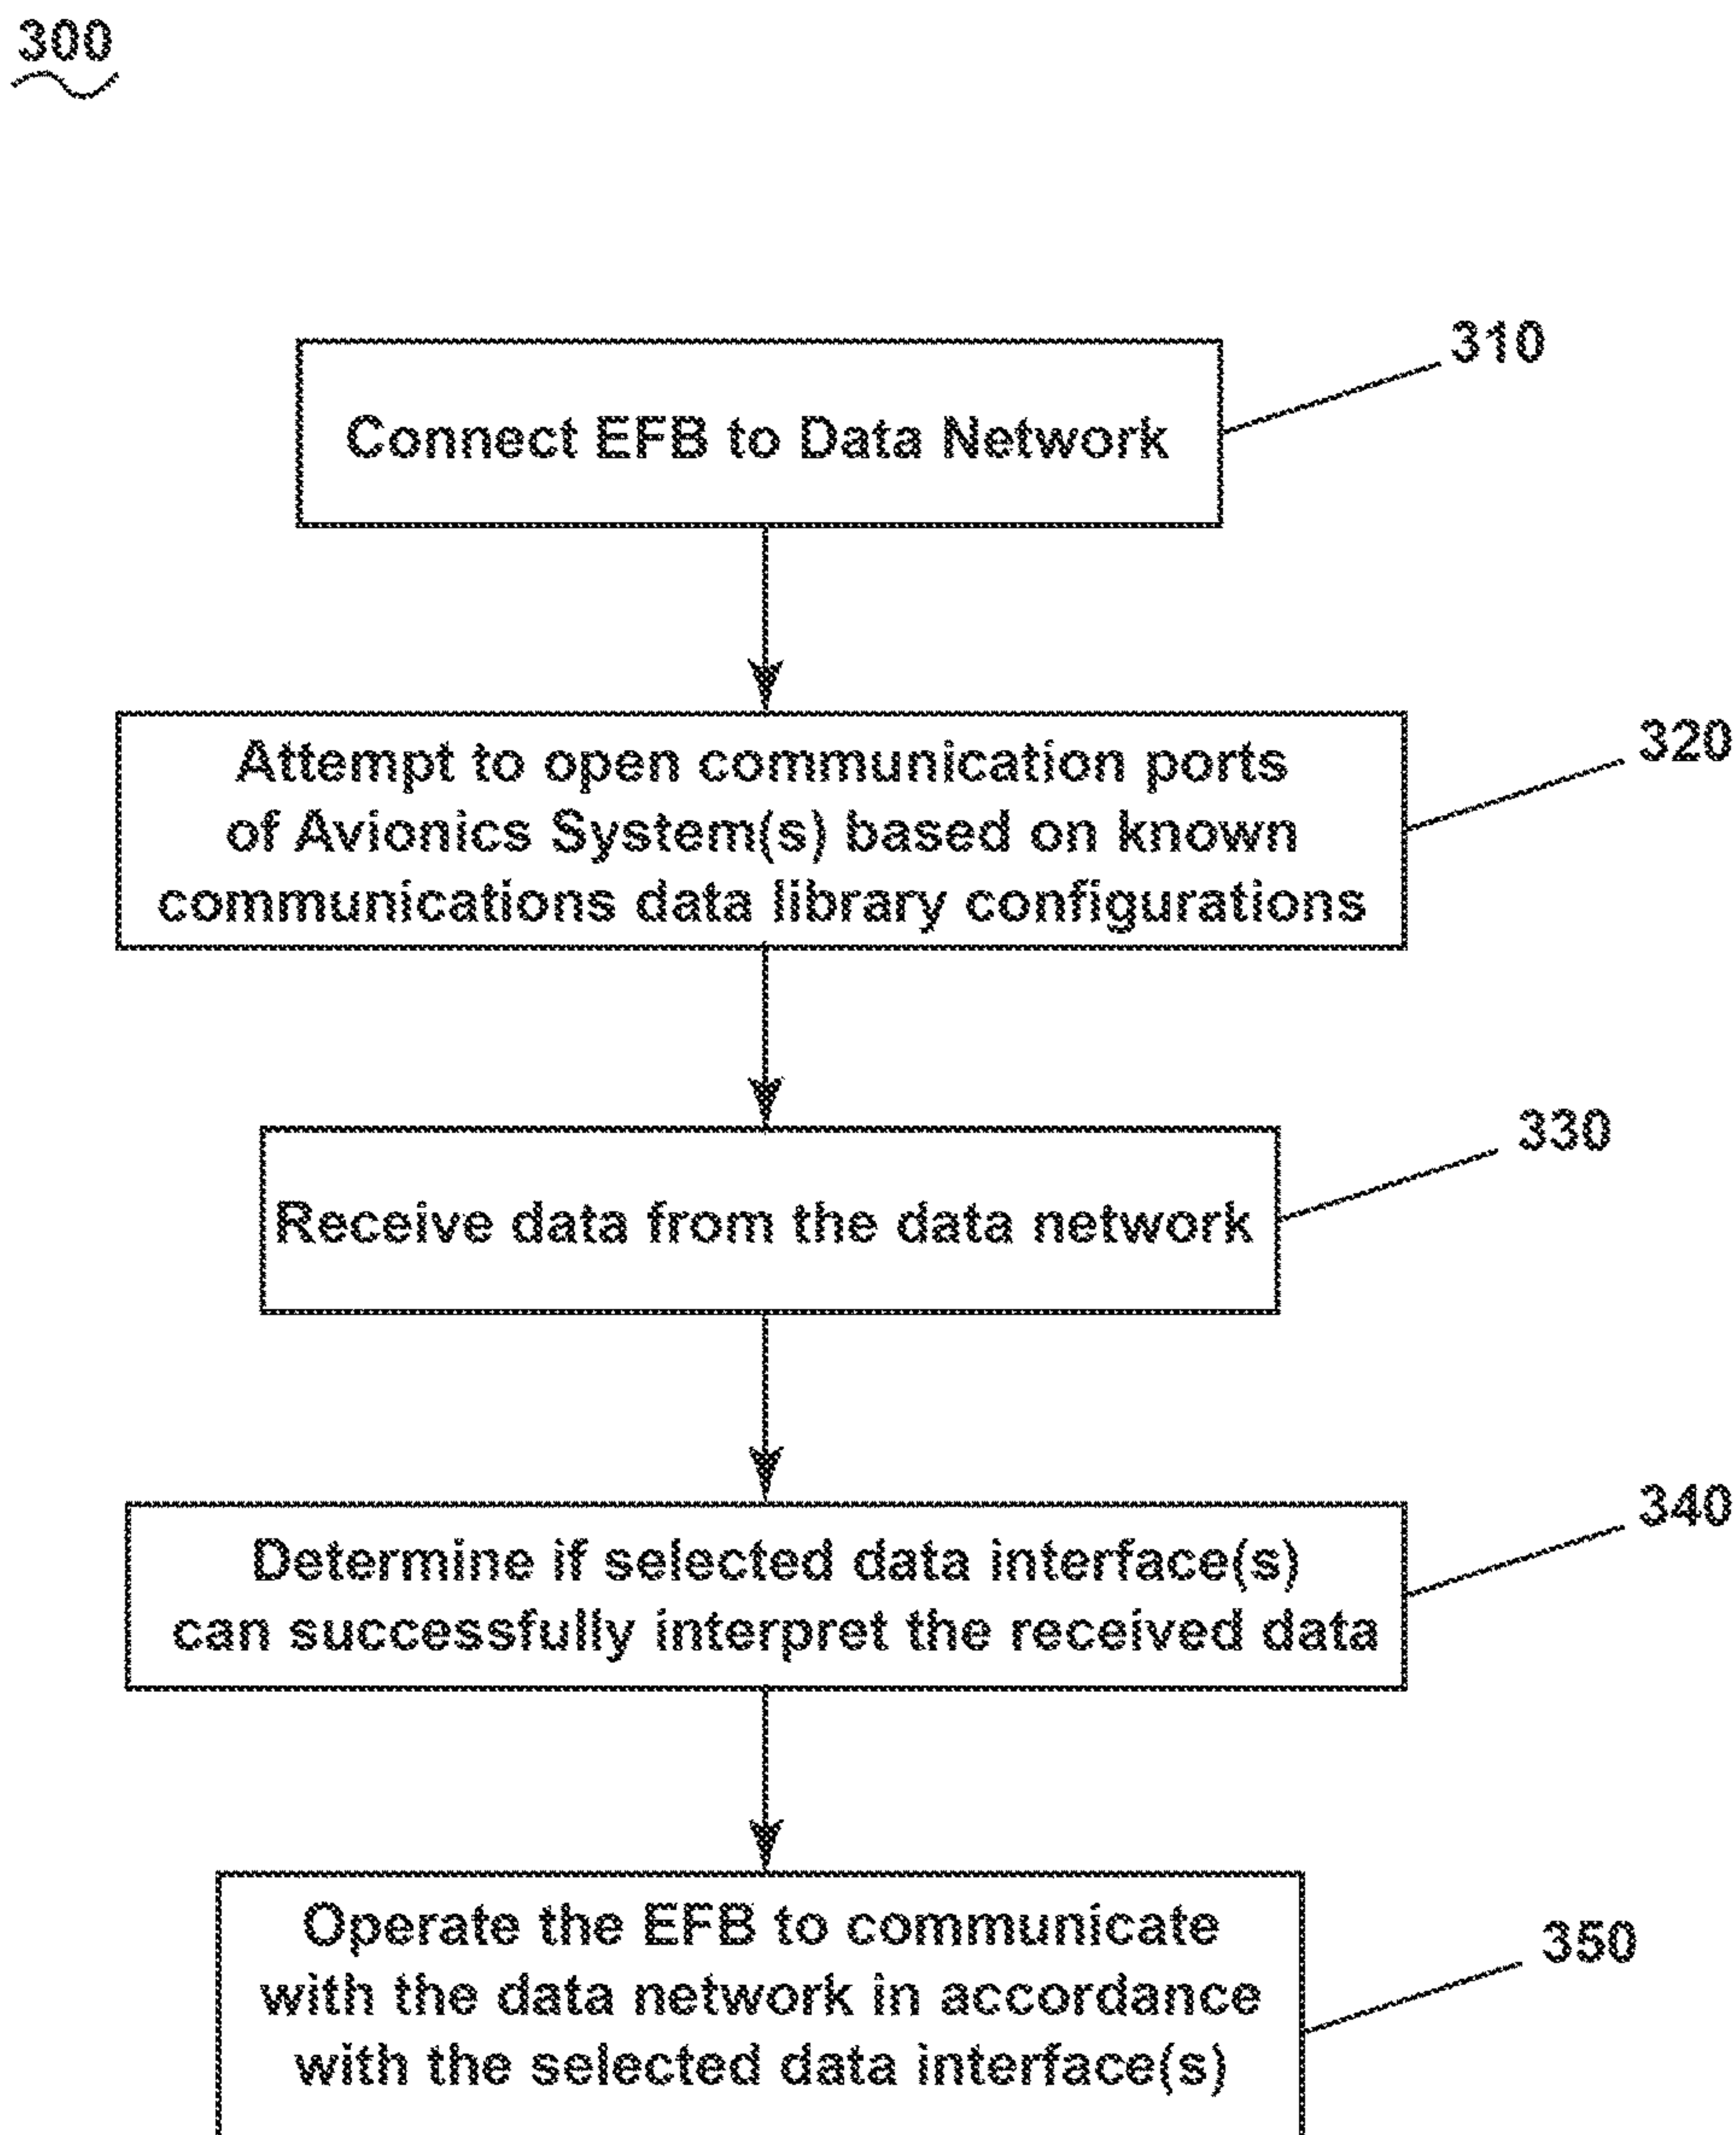 300
310
Connect EFB to Data Network
320
Attempt to open communication ports
of Avionics System(s) based on known
communications data library configurations
330
Receive data from the data network
340
Determine if selected data interface(s)
can successfully interpret the received data
350
Operate the EFB to communicate
with the data network in accordance
with the selected data interface(s)